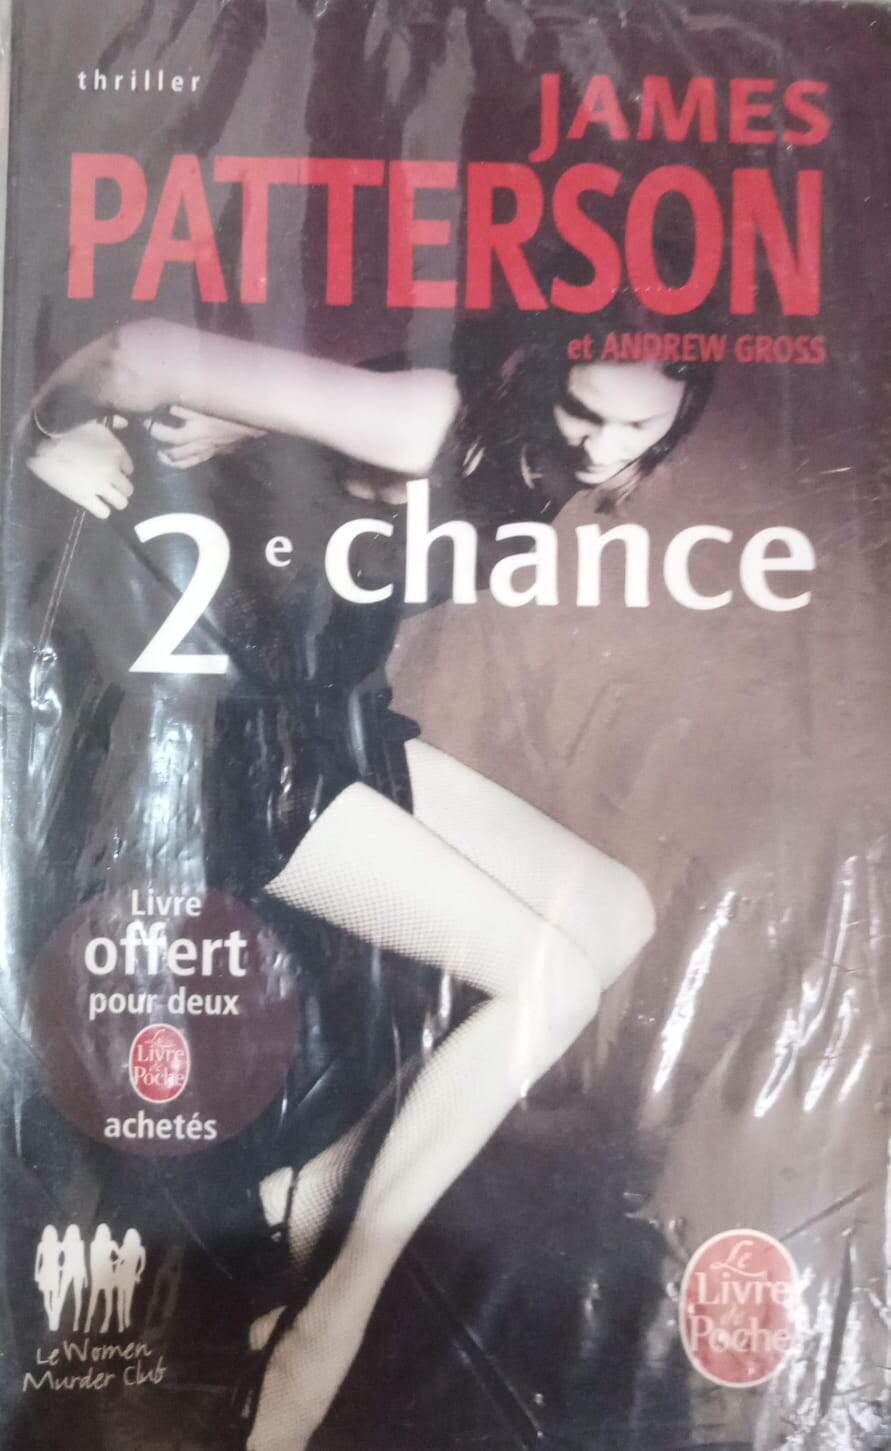 thriller
JAMES
PATTERSON
et ANDREW GROSS
2e chance
Livre
offert
pour deux
Le
Livre
de
Poche
achetés
Le Women
Murder Club
Le
Livre
de
Poche